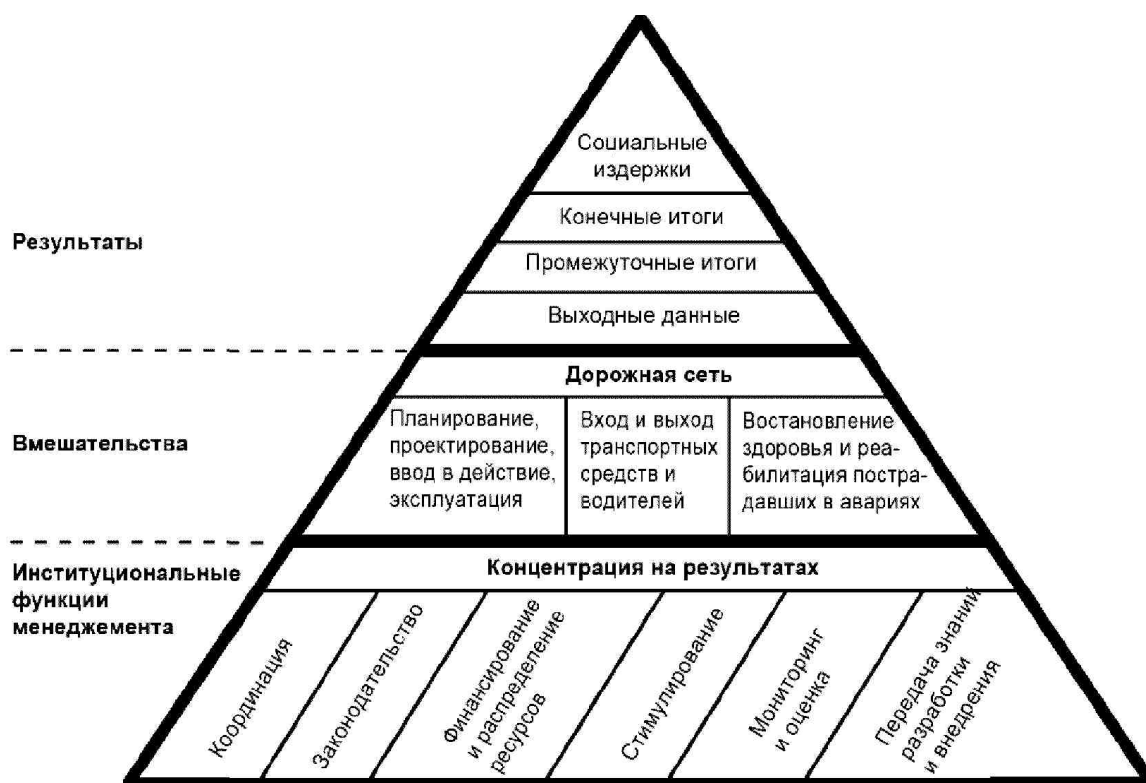 Социальные
издержки
Конечные итоги
Результаты
Промежуточные итоги
Выходные данные
Дорожная сеть
Вмешательства
Планирование,
проектирование,
ввод в действие,
эксплуатация
Вход и выход
транспортных
средств и
водителей
Востановление
здоровья и реа-
билитация постра-
давших в авариях
Институциональные
функции
менеджемента
Концентрация на результатах
Координация
Законодательство
Финансирование
и распределение
ресурсов
Стимулирование
Мониторинг
и оценка
Передача знаний
разработки
и внедрения